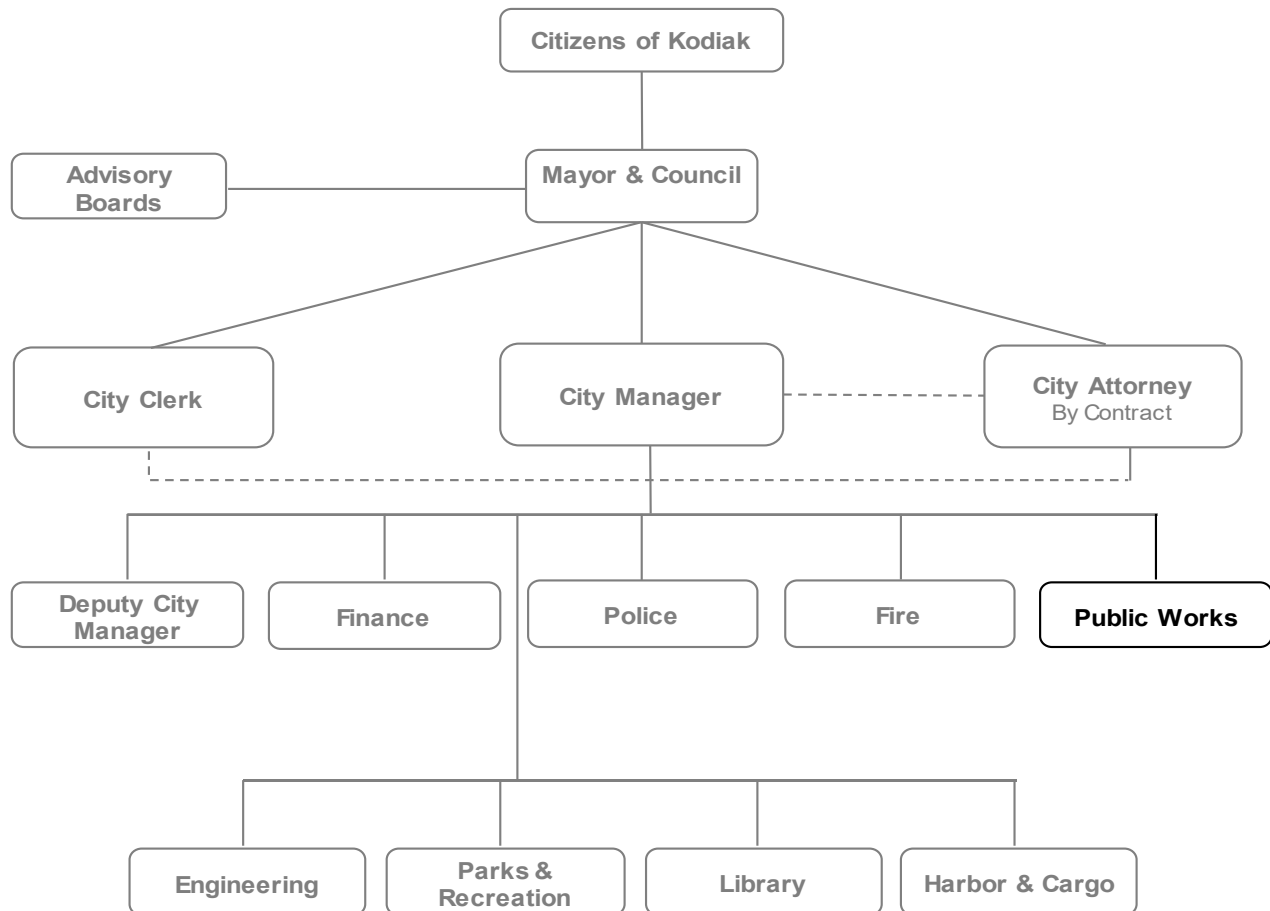 Citizens of Kodiak
Advisory
Boards
Mayor & Council
City Clerk
City Manager
City Attorney
By Contract
Deputy City
Manager
Finance
Police
Fire
Public Works
Engineering
Parks &
Recreation
Library
Harbor & Cargo